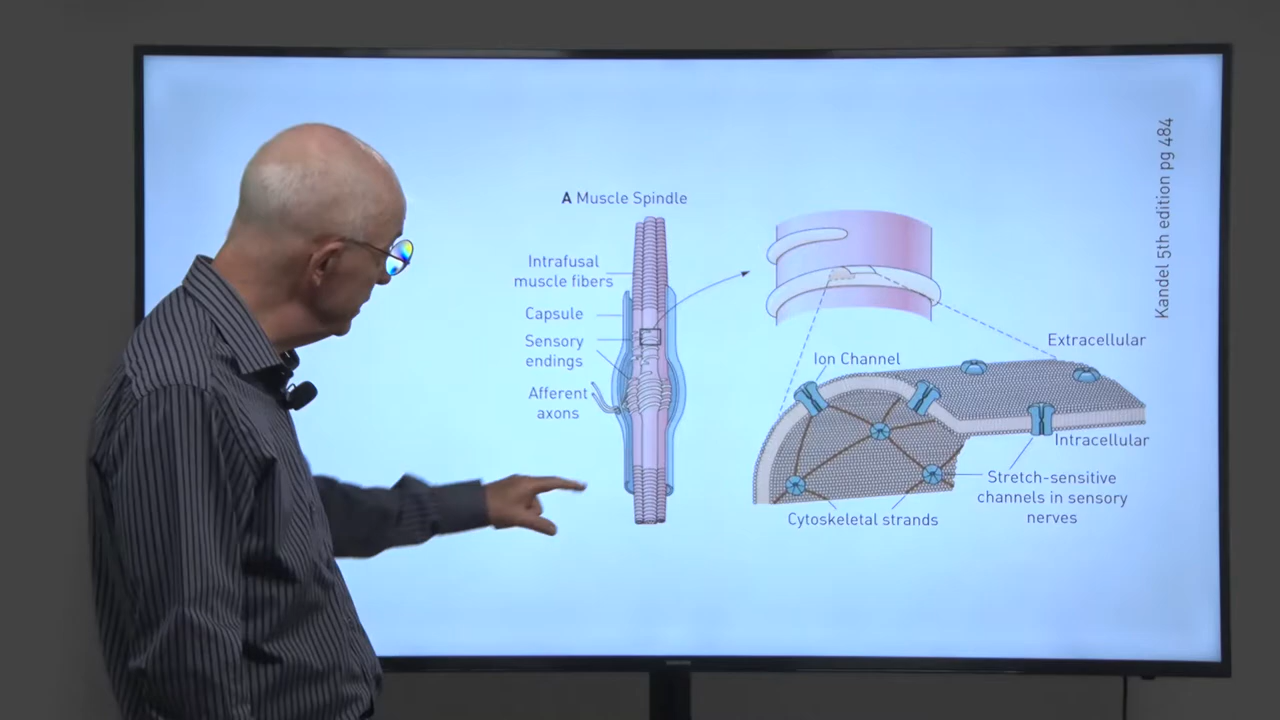 A Muscle Spindle
Intrafusal
muscle fibers
Capsule
Sensory
endings
Afferent
axons
Ion Channel
Extracellular
Intracellular
Stretch-sensitive
channels in sensory
nerves
Cytoskeletal strands
Kandel 5th edition pg 484
SAMSUNG